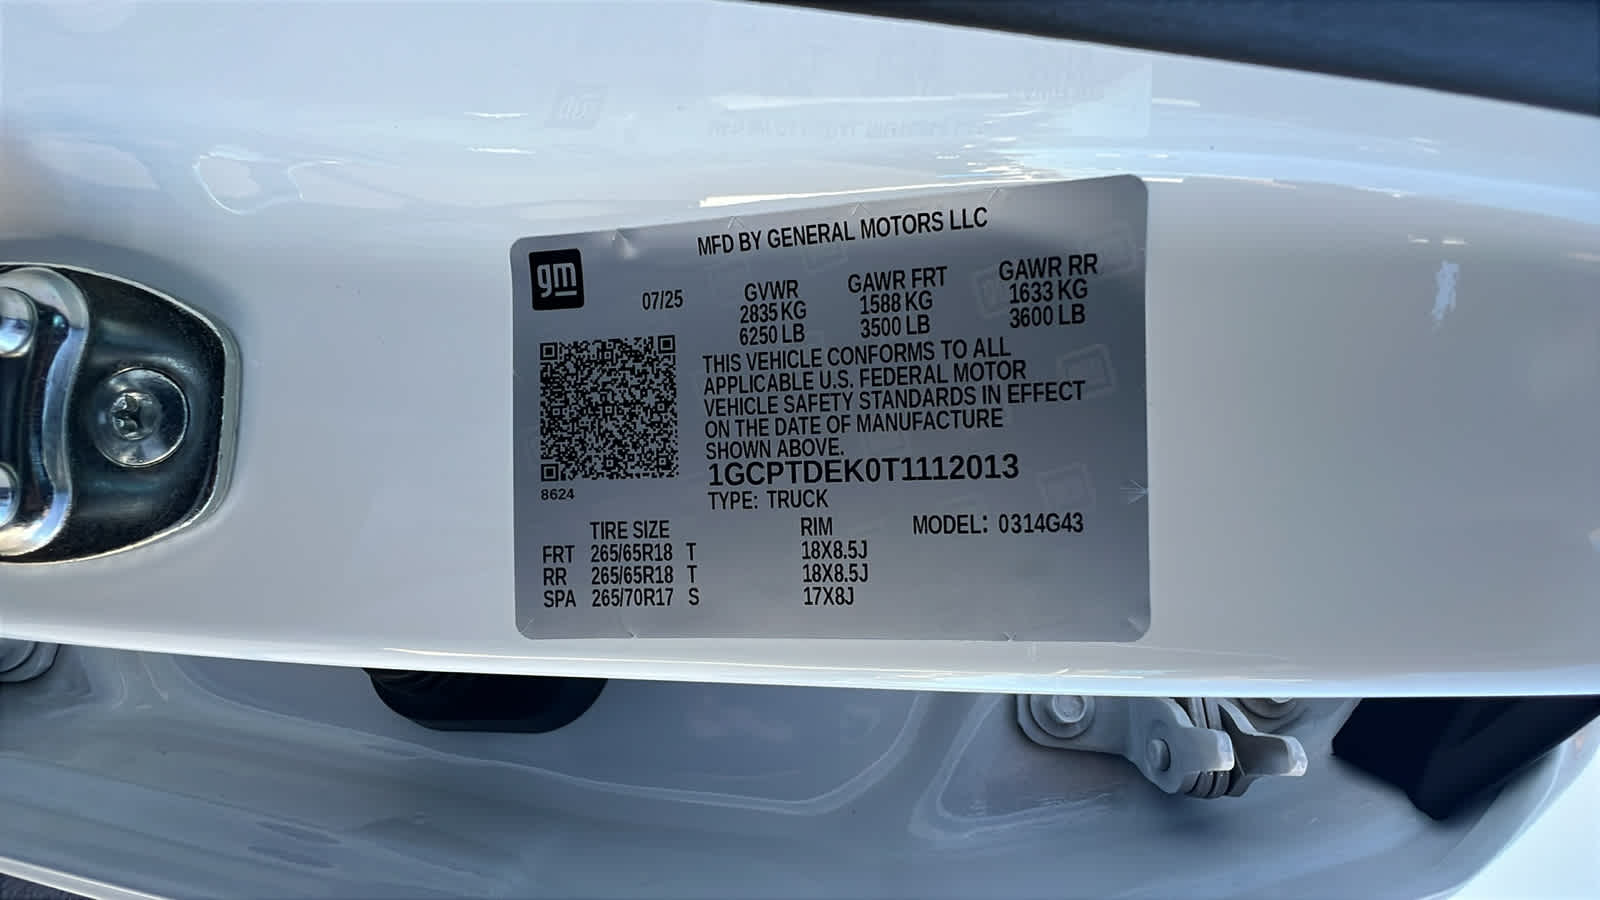 MFD BY GENERAL MOTORS LLC
gm
07/25
GVWR GAWR FRT GAWR RR
2835 KG 1588 KG 1633 KG
6250 LB 3500 LB 3600 LB
THIS VEHICLE CONFORMS TO ALL
APPLICABLE U.S. FEDERAL MOTOR
VEHICLE SAFETY STANDARDS IN EFFECT
ON THE DATE OF MANUFACTURE
SHOWN ABOVE.
1GCPTDEK0T1112013
8624
TYPE: TRUCK
TIRE SIZE RIM MODEL: 0314G43
FRT 265/65R18 T 18X8.5J
RR 265/65R18 T 18X8.5J
SPA 265/70R17 S 17X8J